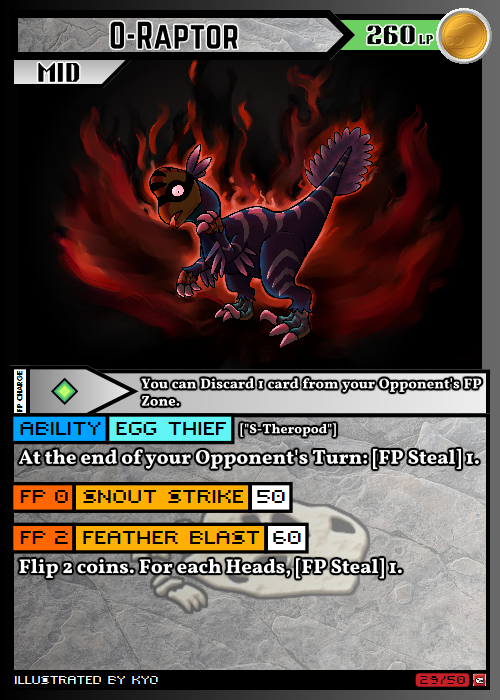 O-Raptor
260 LP
MID
FP CHARGE
You can Discard 1 card from your Opponent's FP
Zone.
ABILITY EGG THIEF ["S-Theropod"]
At the end of your Opponent's Turn: [FP Steal] 1.
FP 0 SNOUT STRIKE 50
FP 2 FEATHER BLAST 60
Flip 2 coins. For each Heads, [FP Steal] 1.
ILLUSTRATED BY KYO
29/50